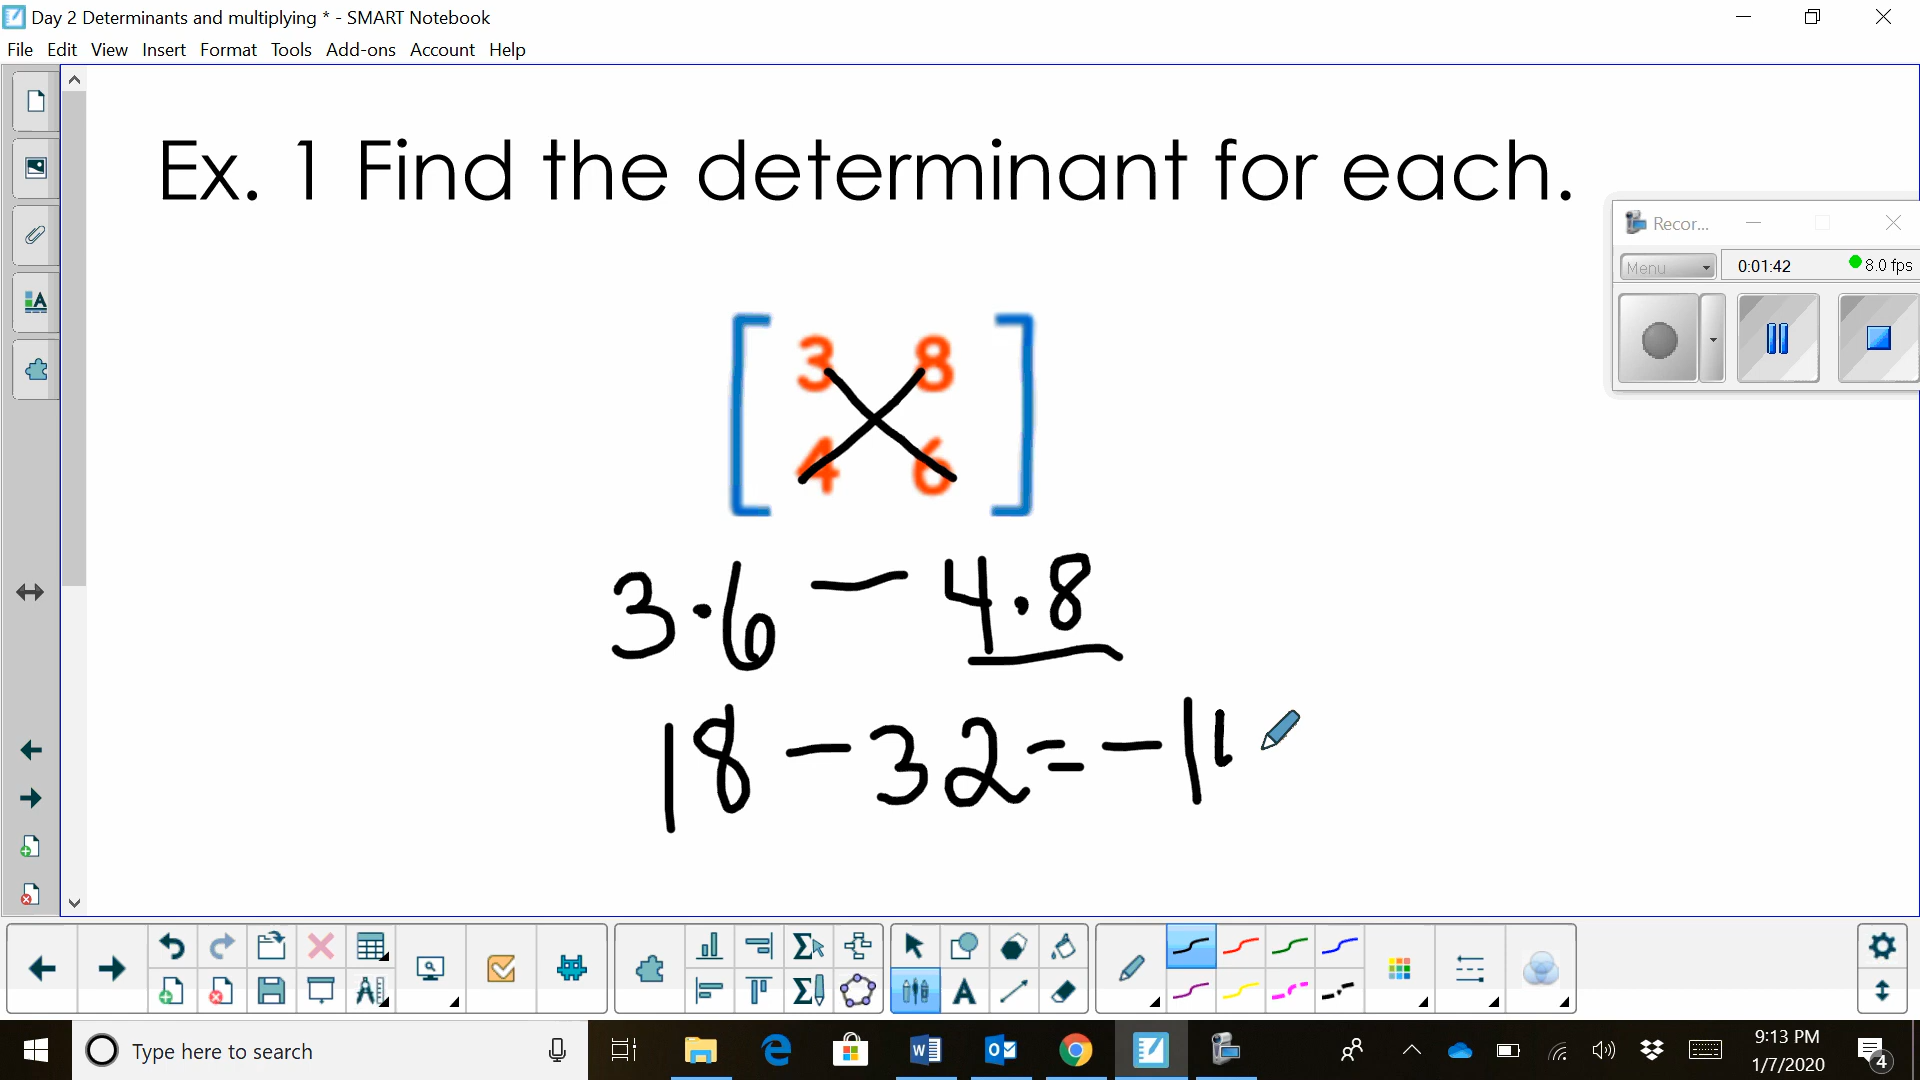 Day 2 Determinants and multiplying * - SMART Notebook
File Edit View Insert Format Tools Add-ons Account Help
Ex. 1 Find the determinant for each.
Recor...
Menu 0:01:42 8.0 fps
3 8
4 6
3·6 - 4·8
18 - 32 = -1
Type here to search
9:13 PM
1/7/2020
4